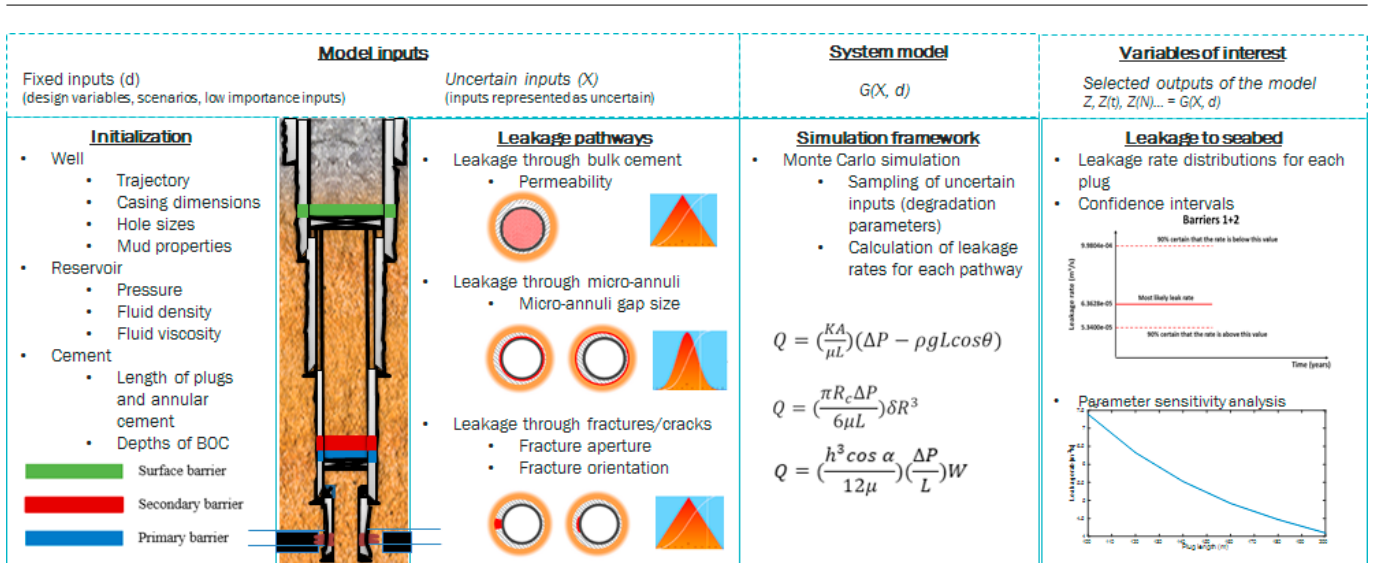 Model inputs
Fixed inputs (d)
(design variables, scenarios, low importance inputs)
Uncertain inputs (X)
(inputs represented as uncertain)
System model
G(X, d)
Variables of interest
Selected outputs of the model
Z, Z(t), Z(N)... = G(X, d)
Initialization
• Well
• Trajectory
• Casing dimensions
• Hole sizes
• Mud properties
• Reservoir
• Pressure
• Fluid density
• Fluid viscosity
• Cement
• Length of plugs
and annular
cement
• Depths of BOC
Surface barrier
Secondary barrier
Primary barrier
Leakage pathways
• Leakage through bulk cement
• Permeability
• Leakage through micro-annuli
• Micro-annuli gap size
• Leakage through fractures/cracks
• Fracture aperture
• Fracture orientation
Simulation framework
• Monte Carlo simulation
• Sampling of uncertain
inputs (degradation
parameters)
• Calculation of leakage
rates for each pathway
Q = (KA/μL)(ΔP − ρgLcosθ)
Q = (πR_cΔP/6μL)δR³
Q = (h³cos α/12μ)(ΔP/L)W
Leakage to seabed
• Leakage rate distributions for each
plug
• Confidence intervals
Barriers 1+2
90% certain that the rate is below this value
9.9804e-04
Leakage rate (m³/s)
Most likely leak rate
6.3628e-05
5.3400e-05
90% certain that the rate is above this value
Time (years)
• Parameter sensitivity analysis
Plug length (m)